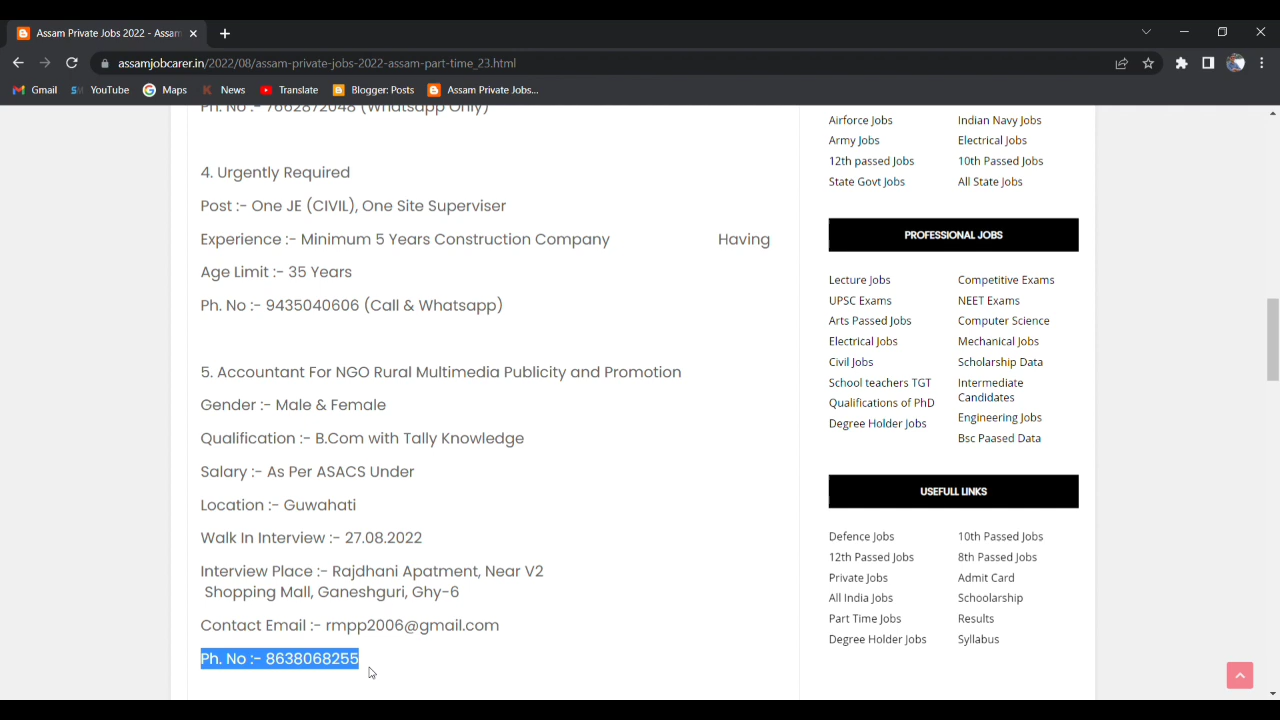 Assam Private Jobs 2022 - Assam
assamjobcarer.in/2022/08/assam-private-jobs-2022-assam-part-time_23.html
Gmail
YouTube
Maps
News
Translate
Blogger: Posts
Assam Private Jobs...
Ph. No :- 7662872048 (Whatsapp Only)
4. Urgently Required
Post :- One JE (CIVIL), One Site Superviser
Experience :- Minimum 5 Years Construction Company Having
Age Limit :- 35 Years
Ph. No :- 9435040606 (Call & Whatsapp)
5. Accountant For NGO Rural Multimedia Publicity and Promotion
Gender :- Male & Female
Qualification :- B.Com with Tally Knowledge
Salary :- As Per ASACS Under
Location :- Guwahati
Walk In Interview :- 27.08.2022
Interview Place :- Rajdhani Apatment, Near V2
Shopping Mall, Ganeshguri, Ghy-6
Contact Email :- rmpp2006@gmail.com
Ph. No :- 8638068255
Airforce Jobs
Indian Navy Jobs
Army Jobs
Electrical Jobs
12th passed Jobs
10th Passed Jobs
State Govt Jobs
All State Jobs
PROFESSIONAL JOBS
Lecture Jobs
Competitive Exams
UPSC Exams
NEET Exams
Arts Passed Jobs
Computer Science
Electrical Jobs
Mechanical Jobs
Civil Jobs
Scholarship Data
School teachers TGT
Intermediate
Candidates
Qualifications of PhD
Engineering Jobs
Degree Holder Jobs
Bsc Paased Data
USEFULL LINKS
Defence Jobs
10th Passed Jobs
12th Passed Jobs
8th Passed Jobs
Private Jobs
Admit Card
All India Jobs
Schoolarship
Part Time Jobs
Results
Degree Holder Jobs
Syllabus